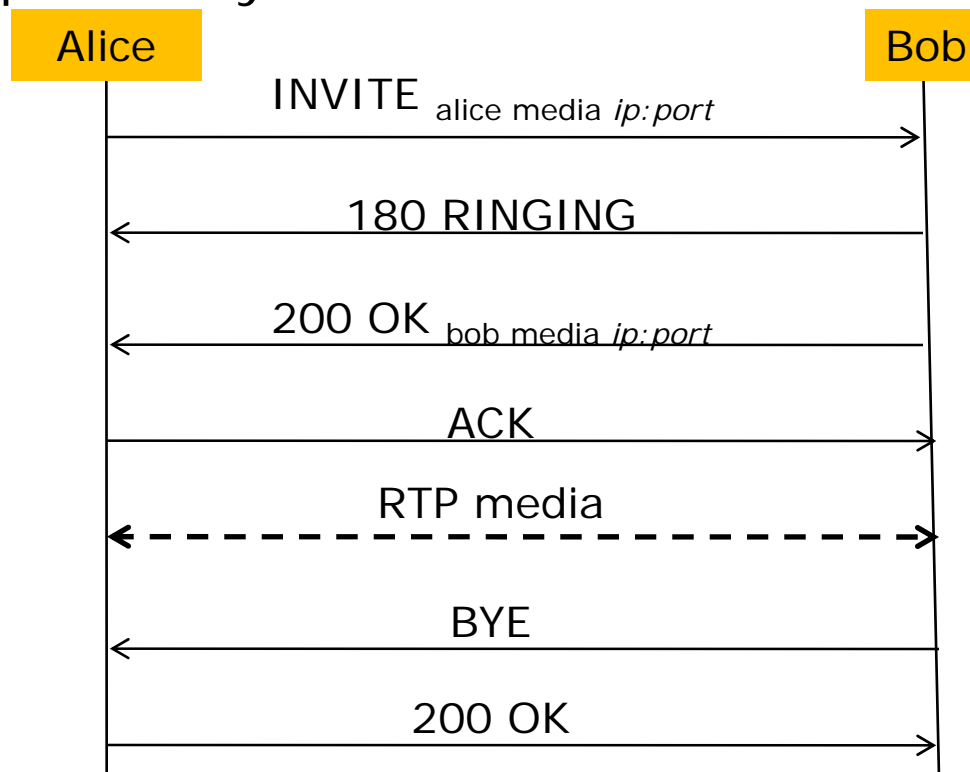 Alice
Bob
INVITE alice media ip:port
180 RINGING
200 OK bob media ip:port
ACK
RTP media
BYE
200 OK